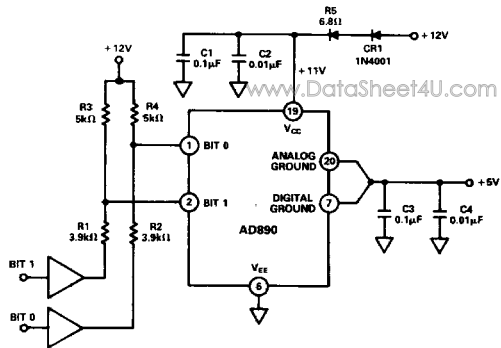 R5
6.8Ω
+12V
CR1
1N4001
C1
0.1µF
C2
0.01µF
+11V
+12V
www.DataSheet4U.com
R3
5kΩ
R4
5kΩ
19
VCC
1
BIT 0
ANALOG
GROUND
20
2
BIT 1
DIGITAL
GROUND
7
+5V
AD890
C3
0.1µF
C4
0.01µF
R1
3.9kΩ
R2
3.9kΩ
VEE
6
BIT 1
BIT 0